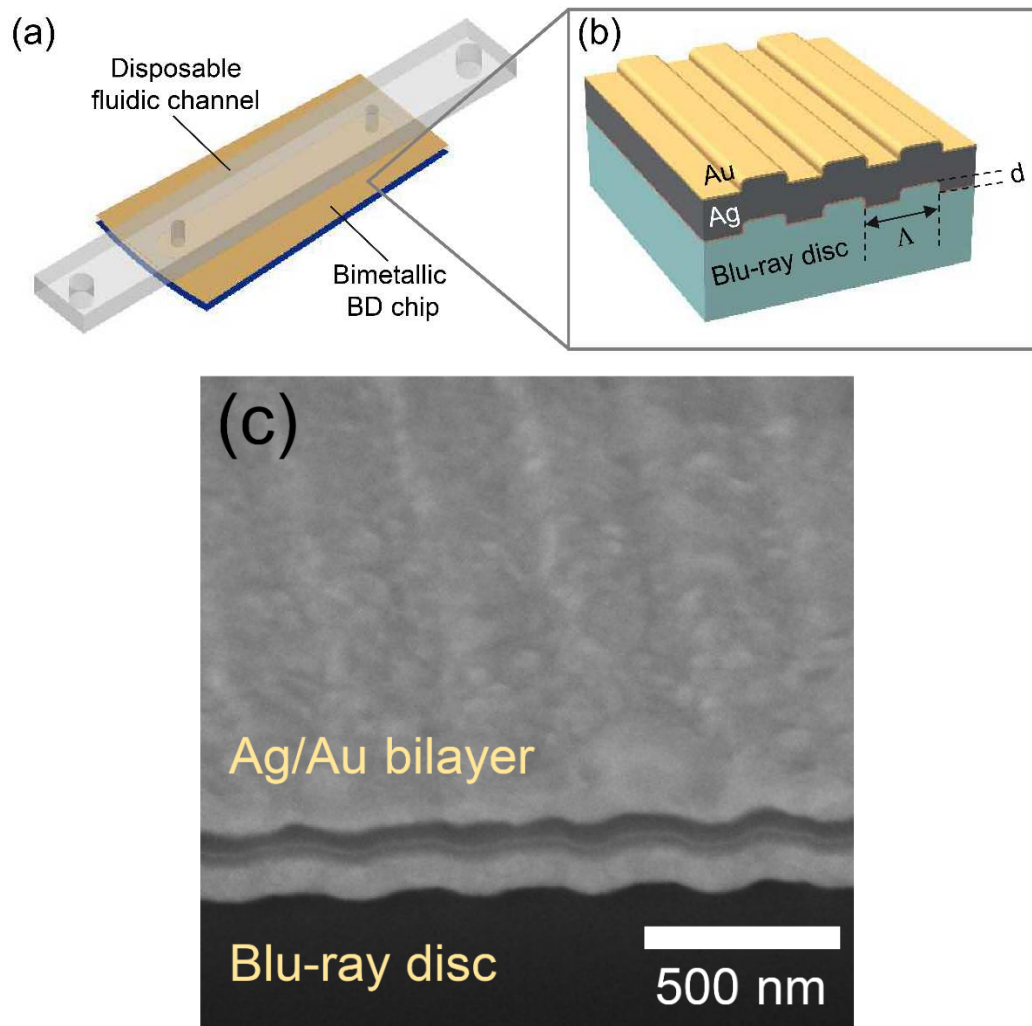 (a)
Disposable
fluidic channel
Bimetallic
BD chip
(b)
Au
Ag
Blu-ray disc
d
Λ
(c)
Ag/Au bilayer
Blu-ray disc
500 nm